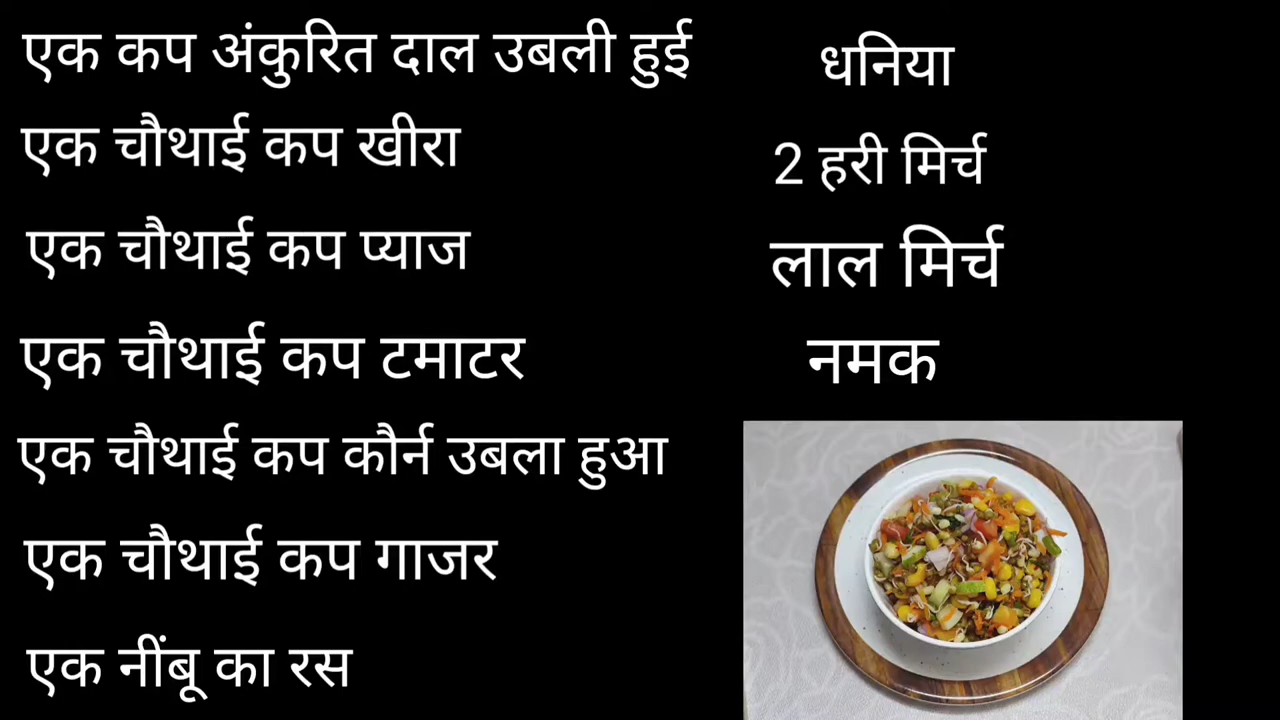 एक कप अंकुरित दाल उबली हुई
एक चौथाई कप खीरा
एक चौथाई कप प्याज
एक चौथाई कप टमाटर
एक चौथाई कप कौर्न उबला हुआ
एक चौथाई कप गाजर
एक नींबू का रस
धनिया
2 हरी मिर्च
लाल मिर्च
नमक